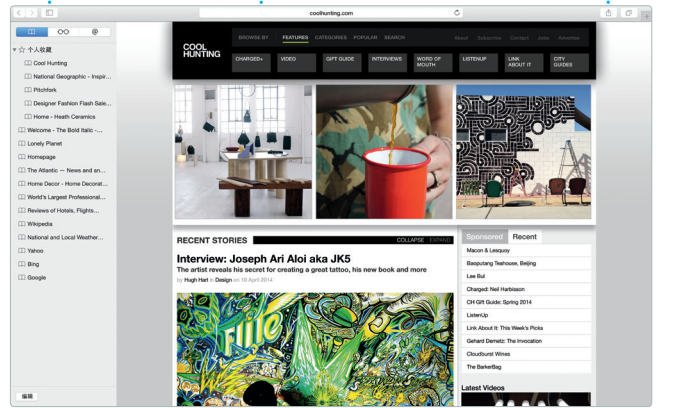 coolhunting.com
@
个人收藏
Cool Hunting
National Geographic - Inspir...
Pitchfork
Designer Fashion Flash Sale...
Home - Heath Ceramics
Welcome - The Bold Italic -...
Lonely Planet
Homepage
The Atlantic — News and an...
Home Decor - Home Decorat...
World's Largest Professional...
Reviews of Hotels, Flights...
Wikipedia
National and Local Weather...
Yahoo
Bing
Google
编辑
COOL
HUNTING
BROWSE BY FEATURES CATEGORIES POPULAR SEARCH
About Subscribe Contact Jobs Advertise
CHARGED+ VIDEO GIFT GUIDE INTERVIEWS WORD OF MOUTH LISTENUP LINK ABOUT IT CITY GUIDES
RECENT STORIES COLLAPSE EXPAND
Interview: Joseph Ari Aloi aka JK5
The artist reveals his secret for creating a great tattoo, his new book and more
by Hugh Hart in Design on 10 April 2014
Sponsored Recent
Macon & Lesquoy
Baoputang Teahouse, Beijing
Lee Bul
Charged: Neil Harbisson
CH Gift Guide: Spring 2014
ListenUp
Link About It: This Week's Picks
Gehard Demetz: The Invocation
Cloudburst Wines
The BarkerBag
Latest Videos